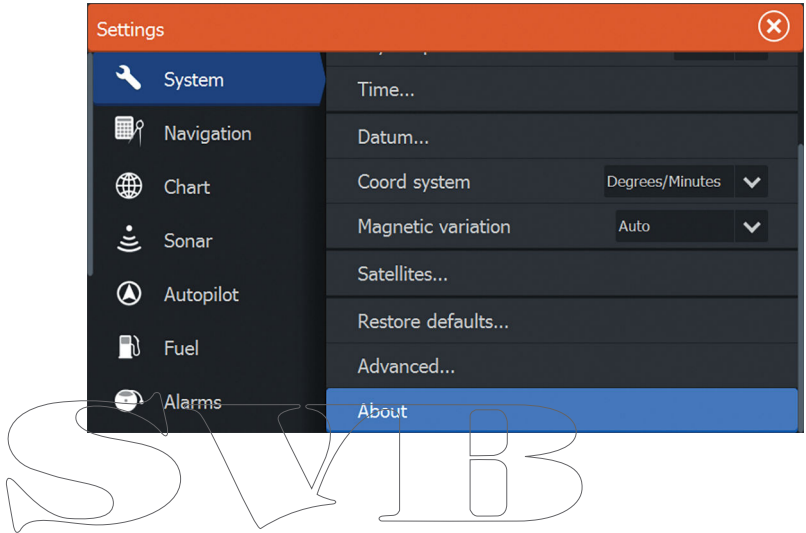 Settings
System
Navigation
Chart
Sonar
Autopilot
Fuel
Alarms
Time...
Datum...
Coord system Degrees/Minutes
Magnetic variation Auto
Satellites...
Restore defaults...
Advanced...
About
SVB